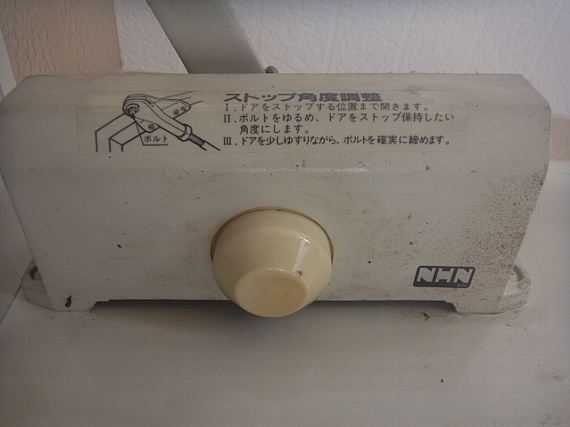 ストップ角度調整
Ⅰ. ドアをストップする位置まで開きます。
Ⅱ. ボルトをゆるめ、ドアをストップ保持したい
角度にします。
Ⅲ. ドアを少しゆすりながら、ボルトを確実に締めます。
ボルト
NHN